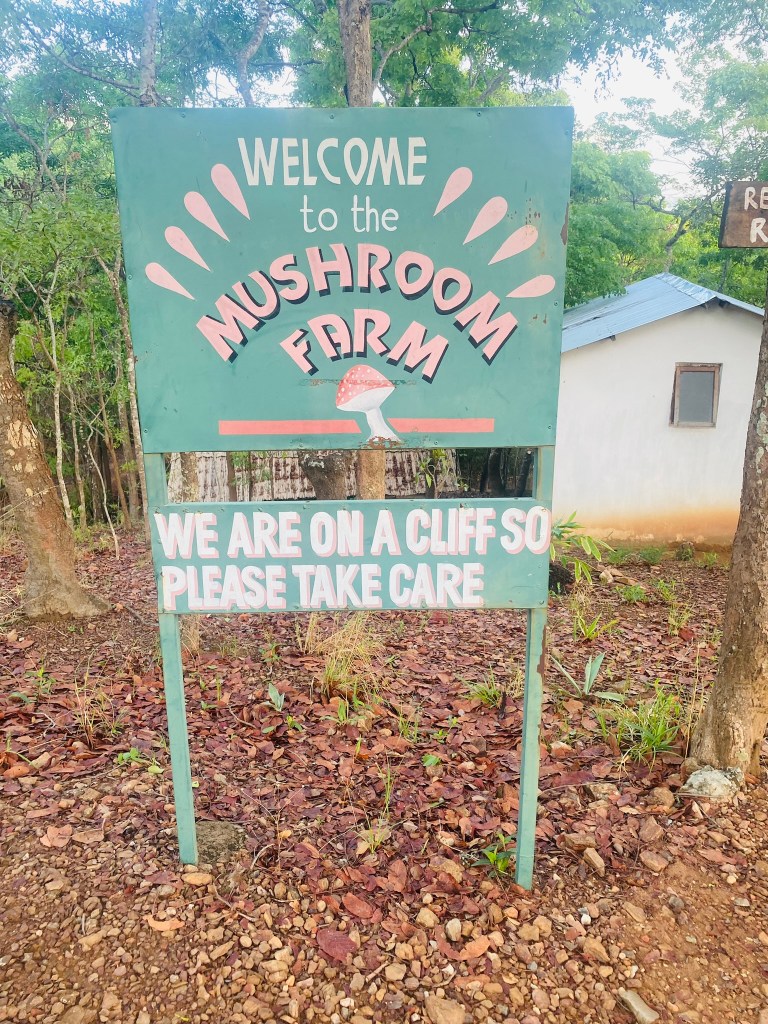 WELCOME
to the
MUSHROOM
FARM
WE ARE ON A CLIFF SO
PLEASE TAKE CARE